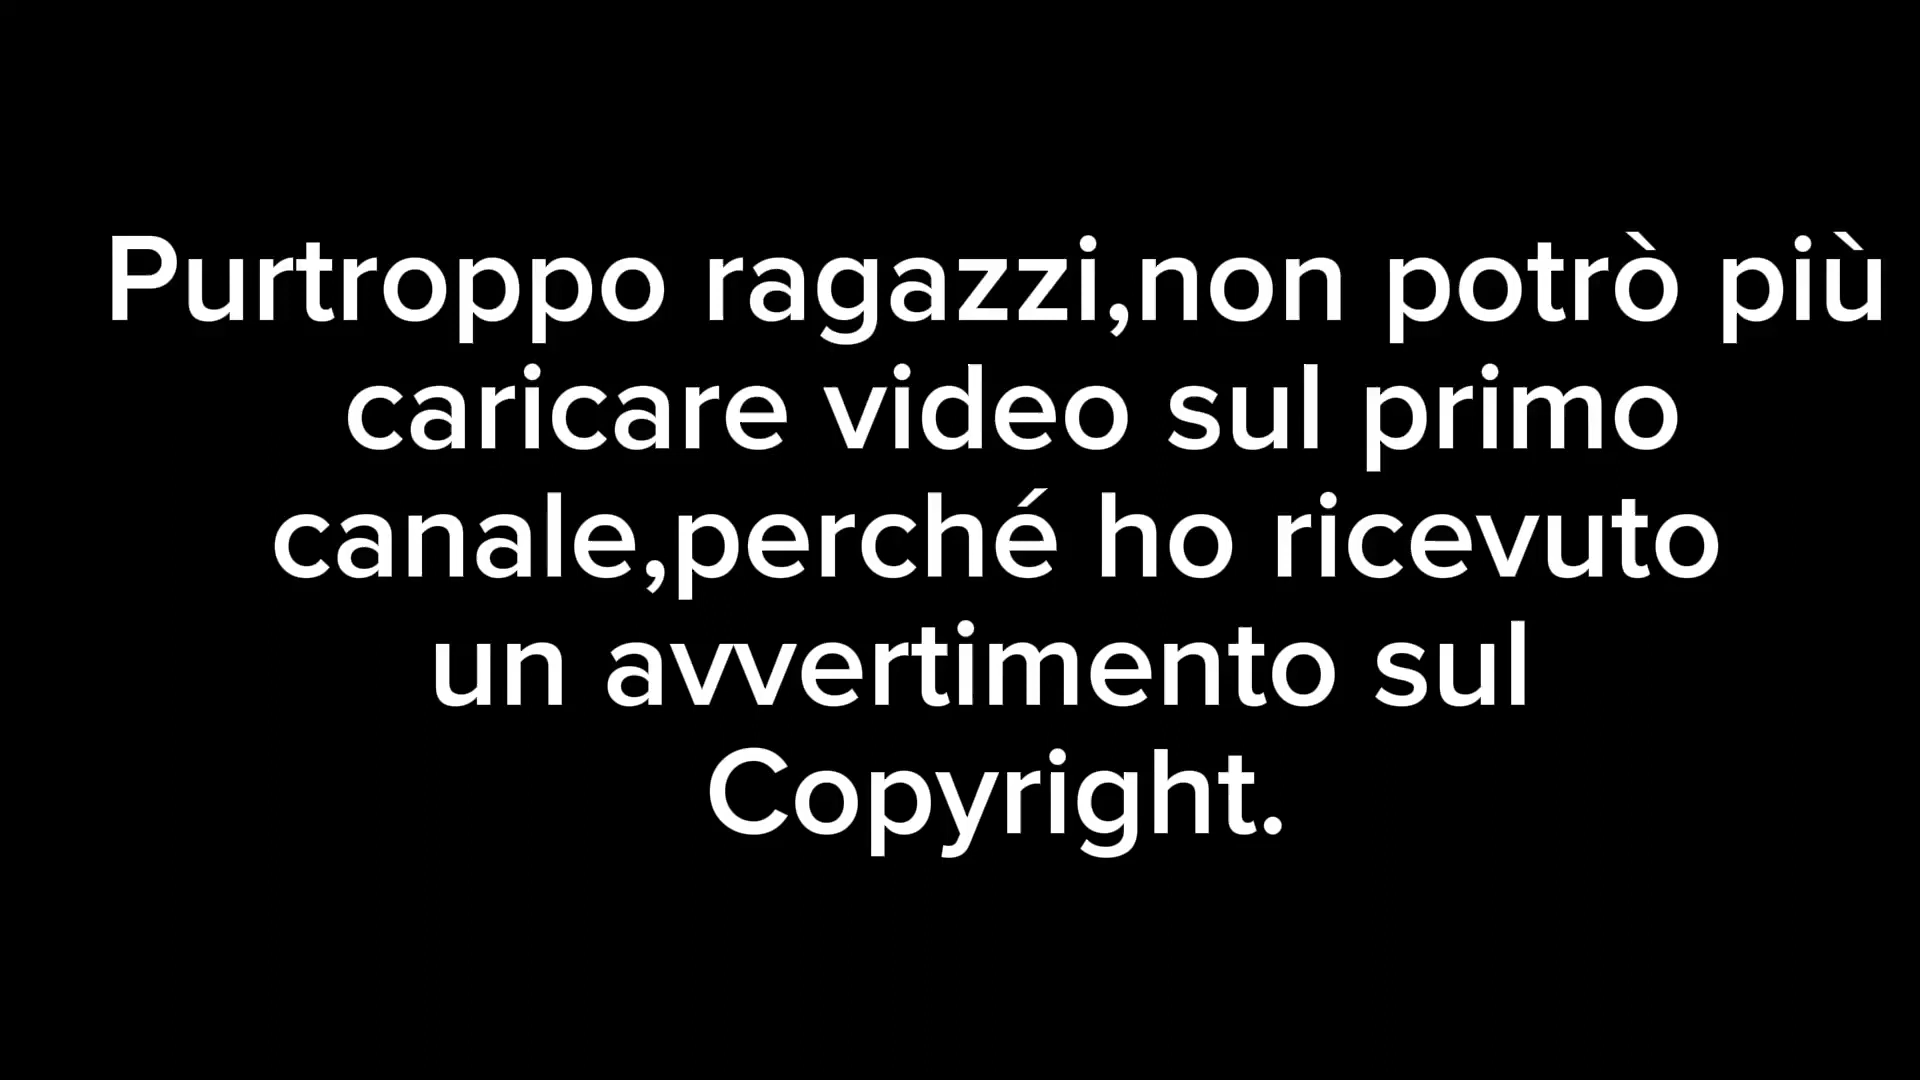 Purtroppo ragazzi,non potrò più
caricare video sul primo
canale,perché ho ricevuto
un avvertimento sul
Copyright.